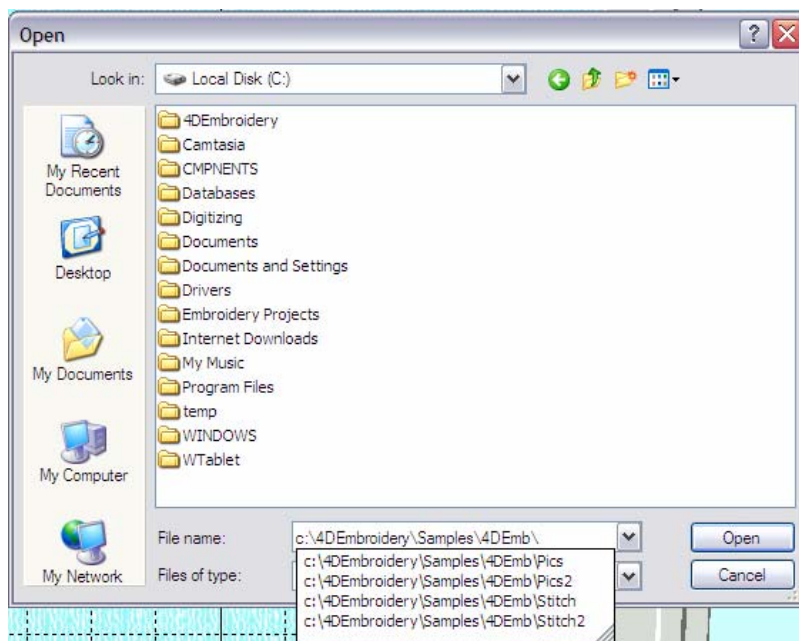 Open
Look in:
Local Disk (C:)
My Recent
Documents
Desktop
My Documents
My Computer
My Network
4DEmbroidery
Camtasia
CMPNENTS
Databases
Digitizing
Documents
Documents and Settings
Drivers
Embroidery Projects
Internet Downloads
My Music
Program Files
temp
WINDOWS
WTablet
File name:
c:\4DEmbroidery\Samples\4DEmb\
Open
Files of type:
Cancel
c:\4DEmbroidery\Samples\4DEmb\Pics
c:\4DEmbroidery\Samples\4DEmb\Pics2
c:\4DEmbroidery\Samples\4DEmb\Stitch
c:\4DEmbroidery\Samples\4DEmb\Stitch2